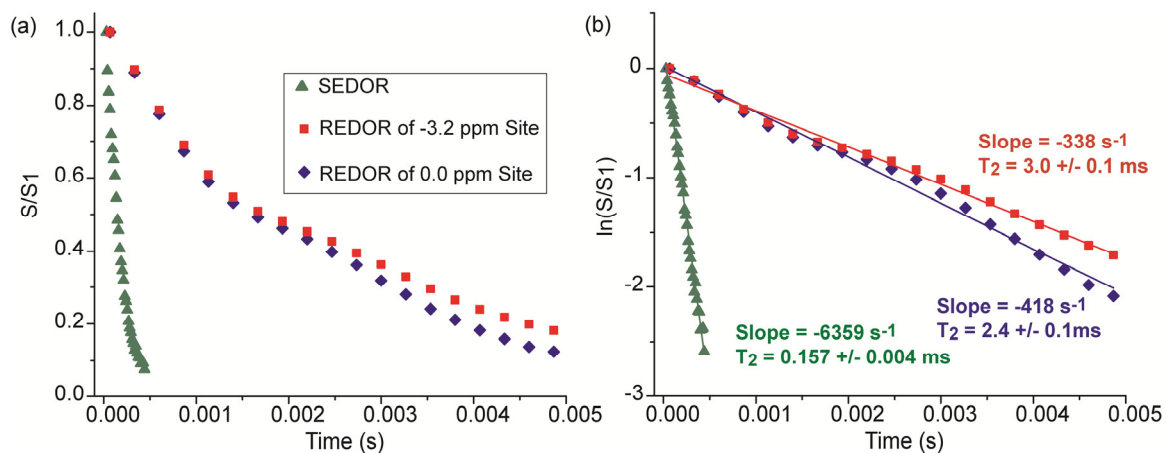 (a)
S/S1
1.0
0.8
0.6
0.4
0.2
0.0
0.000
0.001
0.002
0.003
0.004
0.005
Time (s)
SEDOR
REDOR of -3.2 ppm Site
REDOR of 0.0 ppm Site
(b)
ln(S/S1)
0
-1
-2
-3
0.000
0.001
0.002
0.003
0.004
0.005
Time (s)
Slope = -338 s-1
T2 = 3.0 +/- 0.1 ms
Slope = -418 s-1
T2 = 2.4 +/- 0.1ms
Slope = -6359 s-1
T2 = 0.157 +/- 0.004 ms